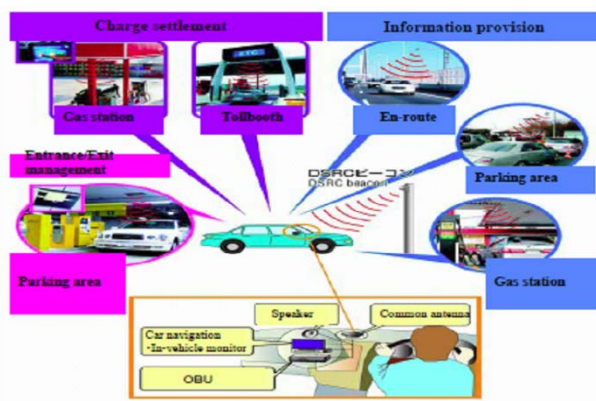 Charge settlement
Information provision
ETC
Gas station
Tollbooth
En-route
Entrance/Exit
management
DSRCビーコン
DSRC beacon
Parking area
Parking area
Gas station
Speaker
Common antenna
Car navigation
·In-vehicle monitor
OBU